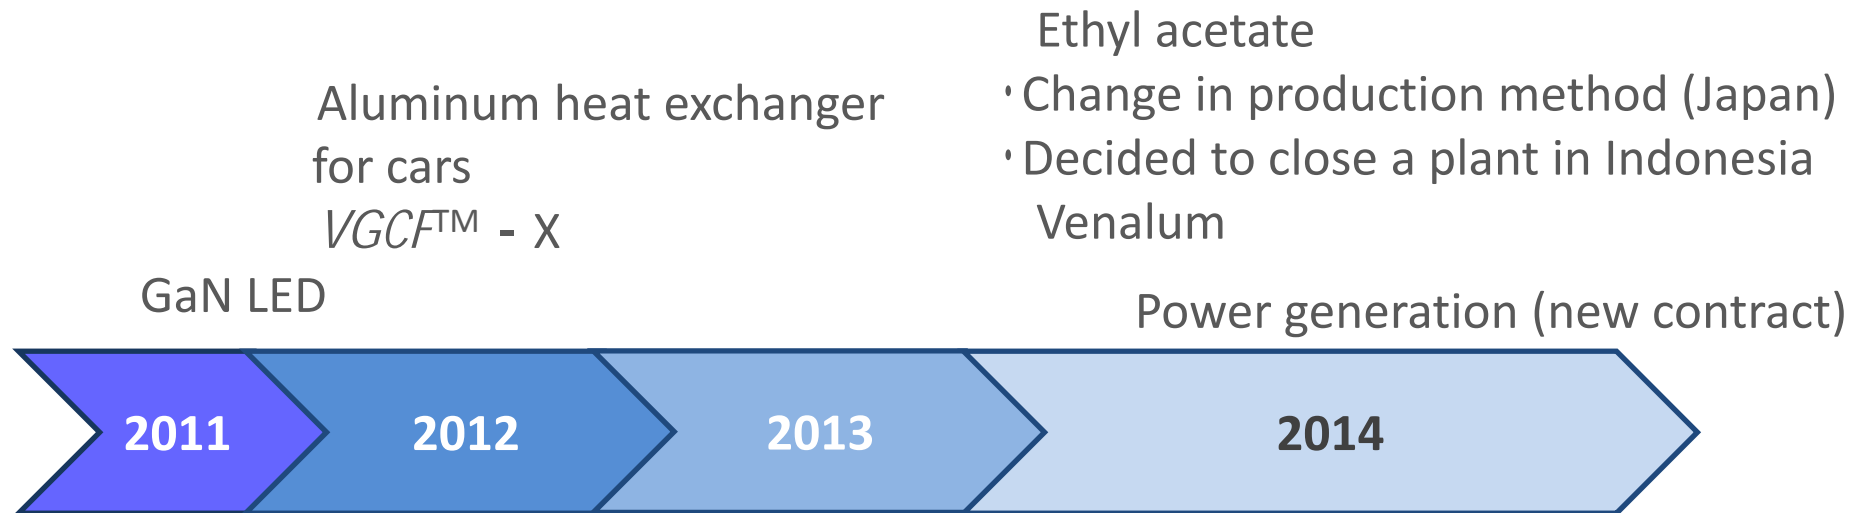 Ethyl acetate
・Change in production method (Japan)
・Decided to close a plant in Indonesia
Venalum
Aluminum heat exchanger
for cars
VGCF™ - X
GaN LED
Power generation (new contract)
2011
2012
2013
2014